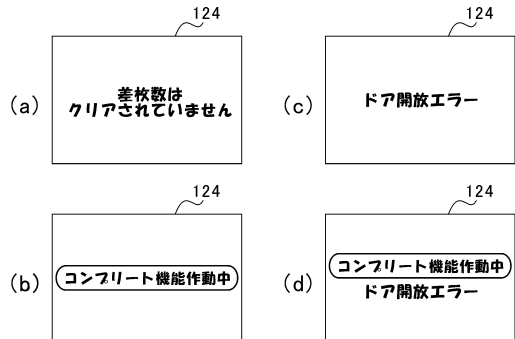 124
(a)
差枚数は
クリアされていません
124
(c)
ドア開放エラー
124
(b)
コンプリート機能作動中
124
(d)
コンプリート機能作動中
ドア開放エラー